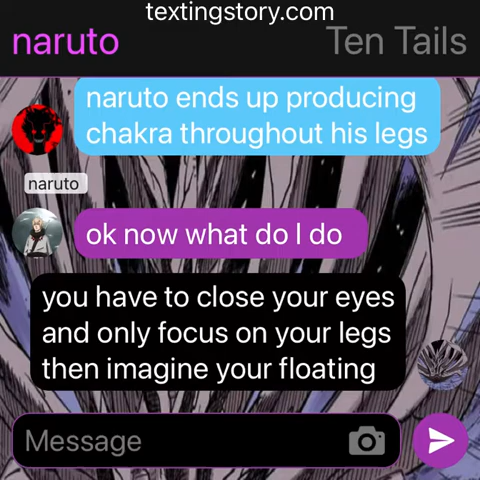 textingstory.com
naruto
Ten Tails
naruto ends up producing
chakra throughout his legs
naruto
ok now what do I do
you have to close your eyes
and only focus on your legs
then imagine your floating
Message